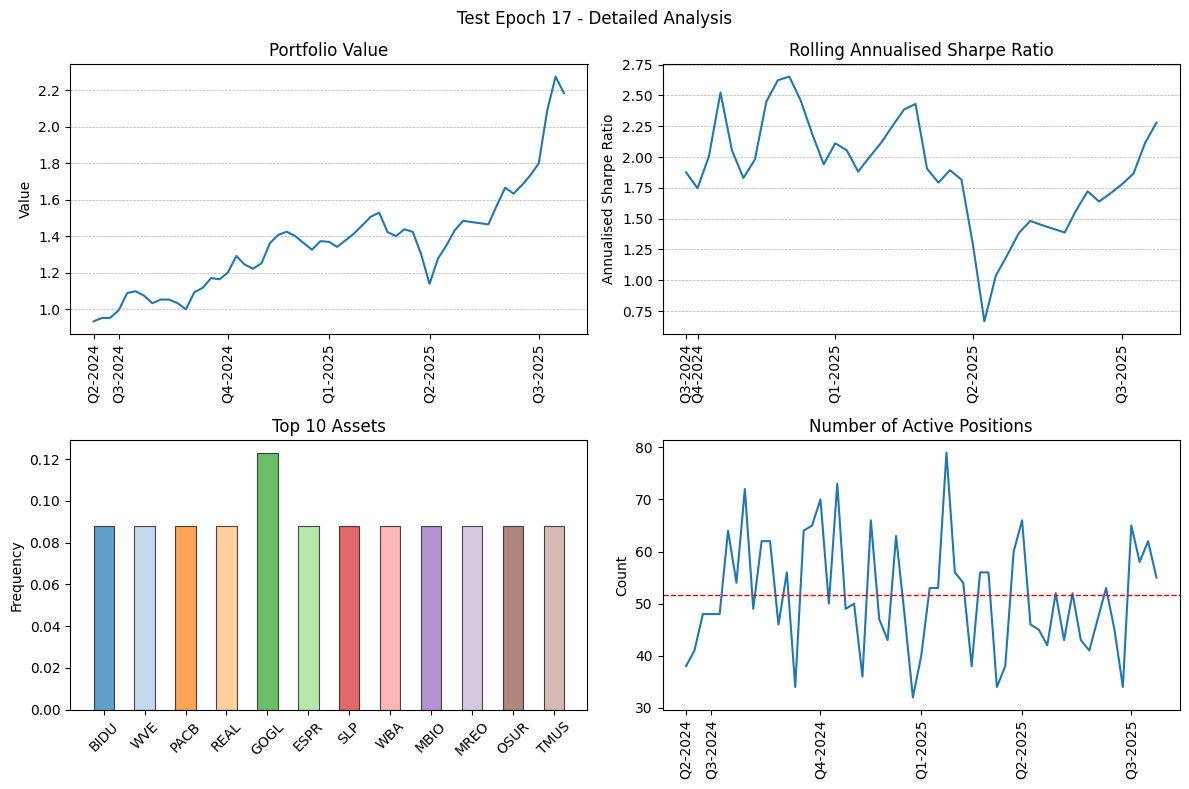 Test Epoch 17 - Detailed Analysis
Portfolio Value
Value
2.2
2.0
1.8
1.6
1.4
1.2
1.0
Q2-2024
Q3-2024
Q4-2024
Q1-2025
Q2-2025
Q3-2025
Rolling Annualised Sharpe Ratio
Annualised Sharpe Ratio
2.75
2.50
2.25
2.00
1.75
1.50
1.25
1.00
0.75
Q3-2024
Q4-2024
Q1-2025
Q2-2025
Q3-2025
Top 10 Assets
Frequency
0.12
0.10
0.08
0.06
0.04
0.02
0.00
BIDU
WVE
PACB
REAL
GOGL
ESPR
SLP
WBA
MBIO
MREO
OSUR
TMUS
Number of Active Positions
Count
80
70
60
50
40
30
Q2-2024
Q3-2024
Q4-2024
Q1-2025
Q2-2025
Q3-2025